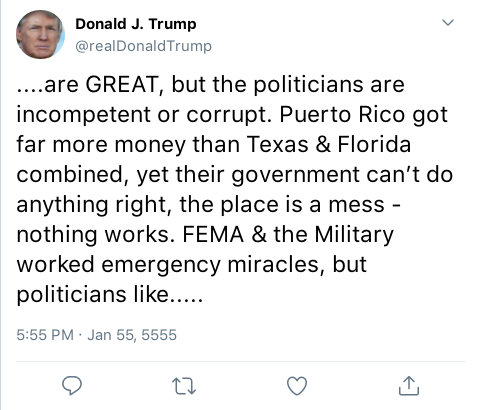 Donald J. Trump
@realDonaldTrump
....are GREAT, but the politicians are
incompetent or corrupt. Puerto Rico got
far more money than Texas & Florida
combined, yet their government can’t do
anything right, the place is a mess -
nothing works. FEMA & the Military
worked emergency miracles, but
politicians like.....
5:55 PM · Jan 55, 5555